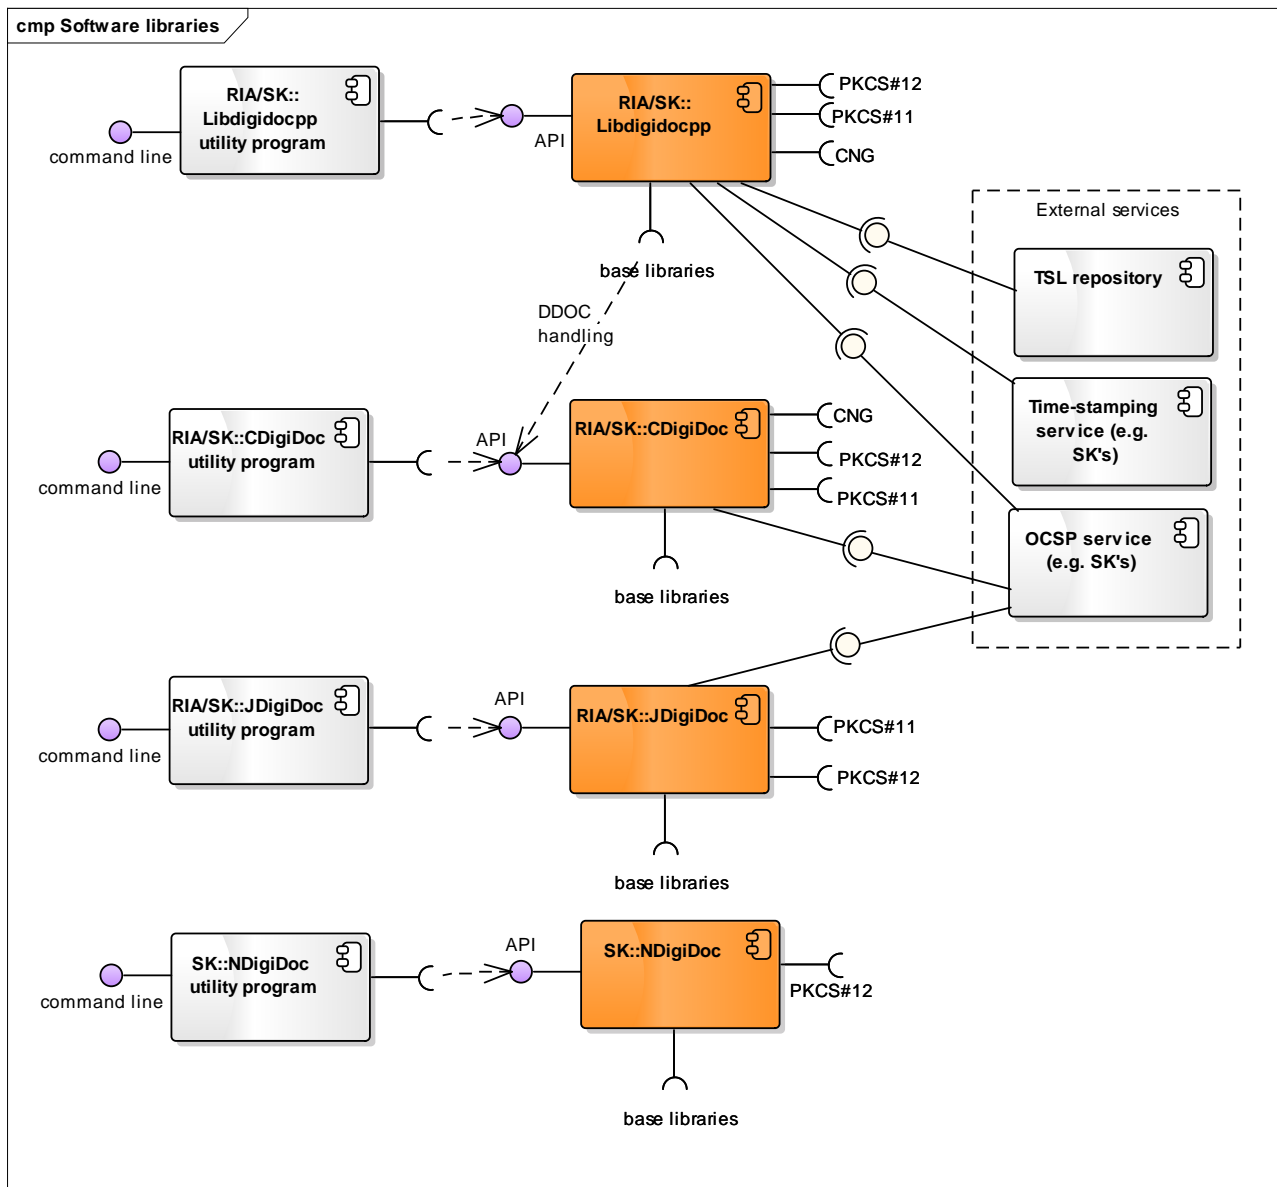 cmp Software libraries
RIA/SK::
Libdigidocpp
utility program
command line
API
RIA/SK::
Libdigidocpp
PKCS#12
PKCS#11
CNG
base libraries
DDOC
handling
External services
TSL repository
Time-stamping
service (e.g.
SK's)
OCSP service
(e.g. SK's)
RIA/SK::CDigiDoc
utility program
command line
API
RIA/SK::CDigiDoc
CNG
PKCS#12
PKCS#11
base libraries
RIA/SK::JDigiDoc
utility program
command line
API
RIA/SK::JDigiDoc
PKCS#11
PKCS#12
base libraries
SK::NDigiDoc
utility program
command line
API
SK::NDigiDoc
PKCS#12
base libraries